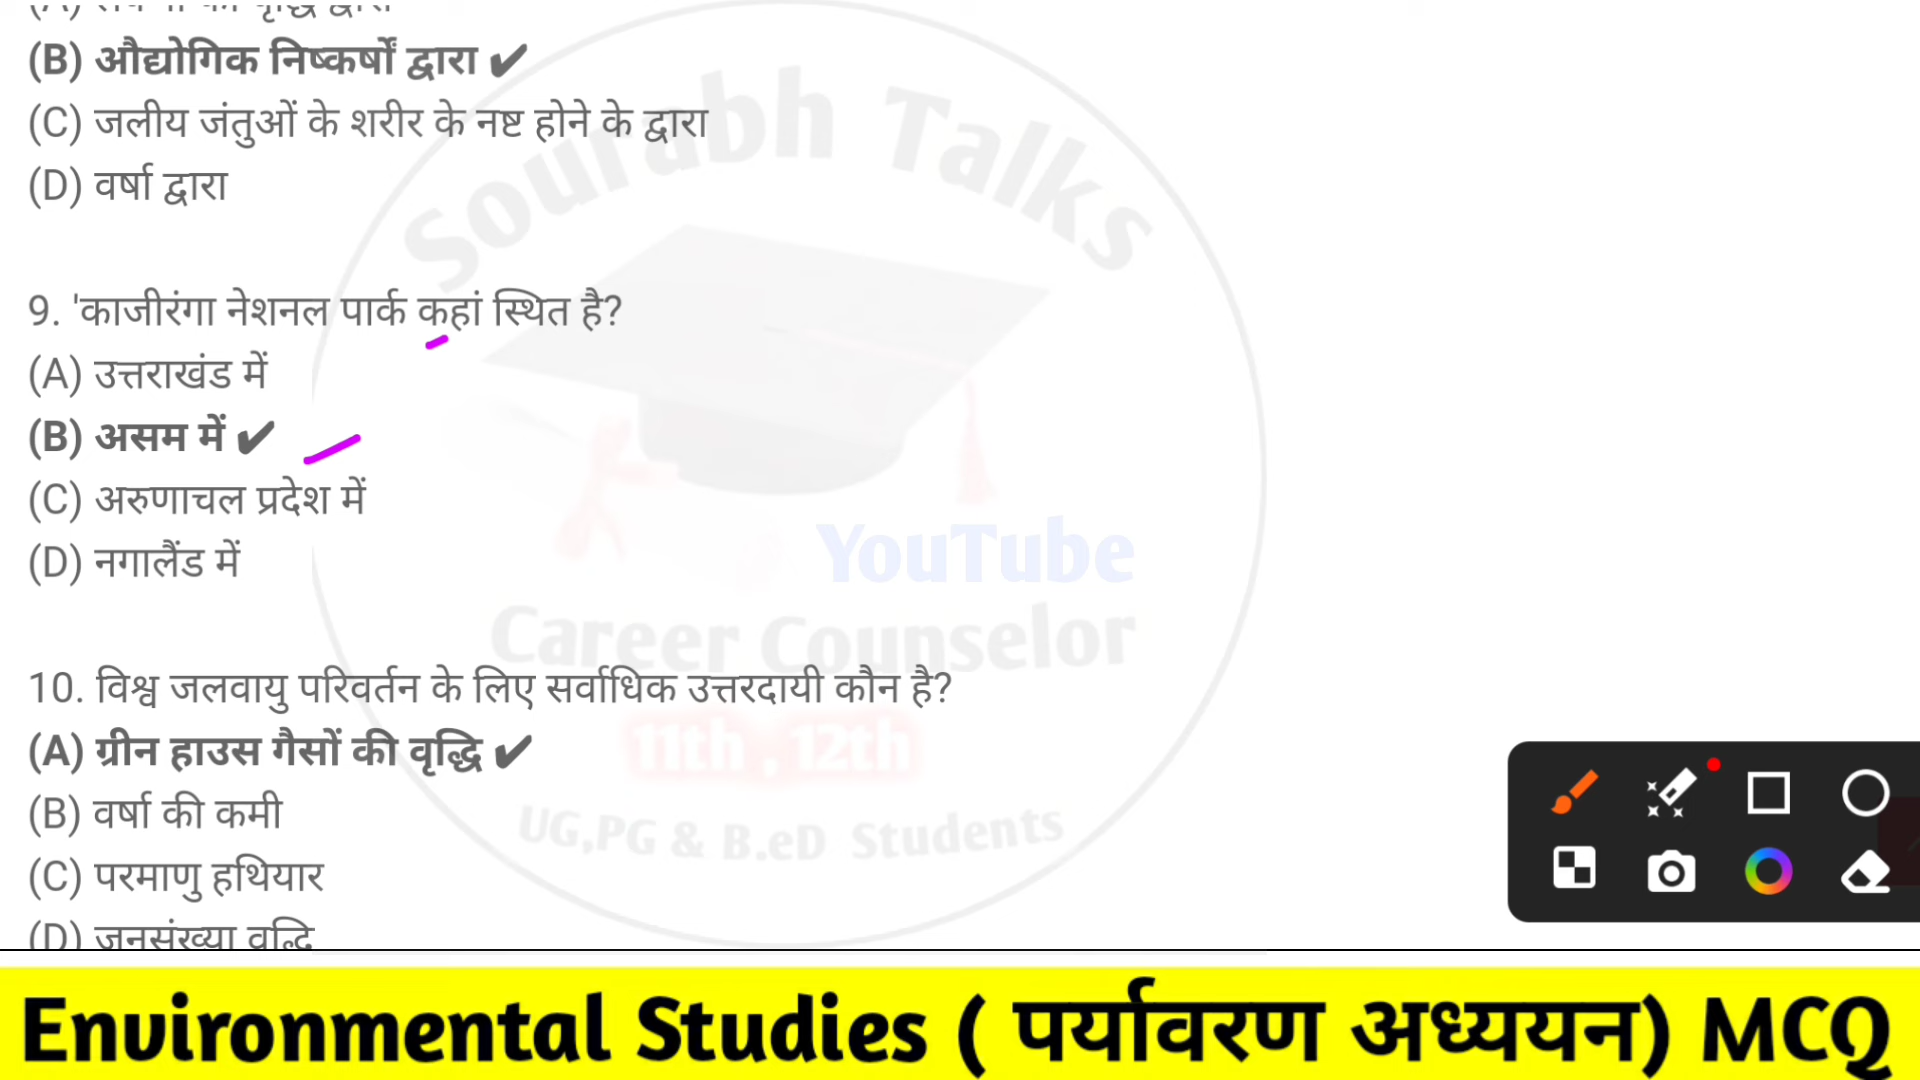 (B) औद्योगिक निष्कर्षों द्वारा ✔
(C) जलीय जंतुओं के शरीर के नष्ट होने के द्वारा
(D) वर्षा द्वारा
Sourabh Talks
9. 'काजीरंगा नेशनल पार्क कहां स्थित है?
(A) उत्तराखंड में
(B) असम में ✔
(C) अरुणाचल प्रदेश में
(D) नगालैंड में
YouTube
Career Counselor
10. विश्व जलवायु परिवर्तन के लिए सर्वाधिक उत्तरदायी कौन है?
11th , 12th
(A) ग्रीन हाउस गैसों की वृद्धि ✔
(B) वर्षा की कमी
UG,PG & B.eD Students
(C) परमाणु हथियार
(D) जनसंख्या वृद्धि
Environmental Studies ( पर्यावरण अध्ययन) MCQ